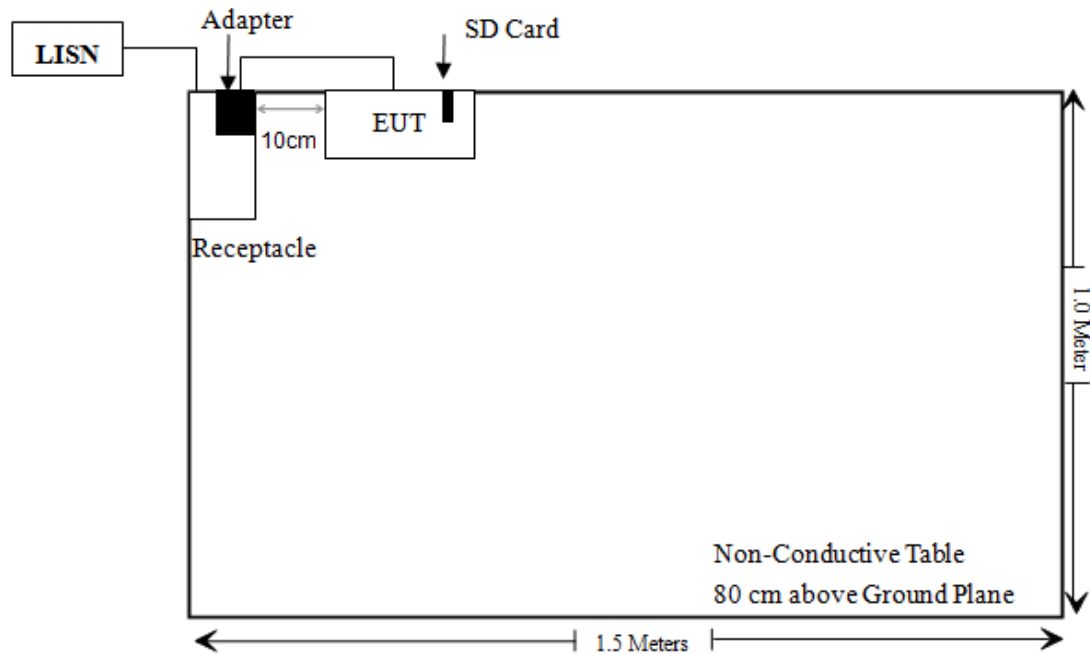 Adapter
SD Card
LISN
EUT
10cm
Receptacle
1.0 Meter
Non-Conductive Table
80 cm above Ground Plane
1.5 Meters